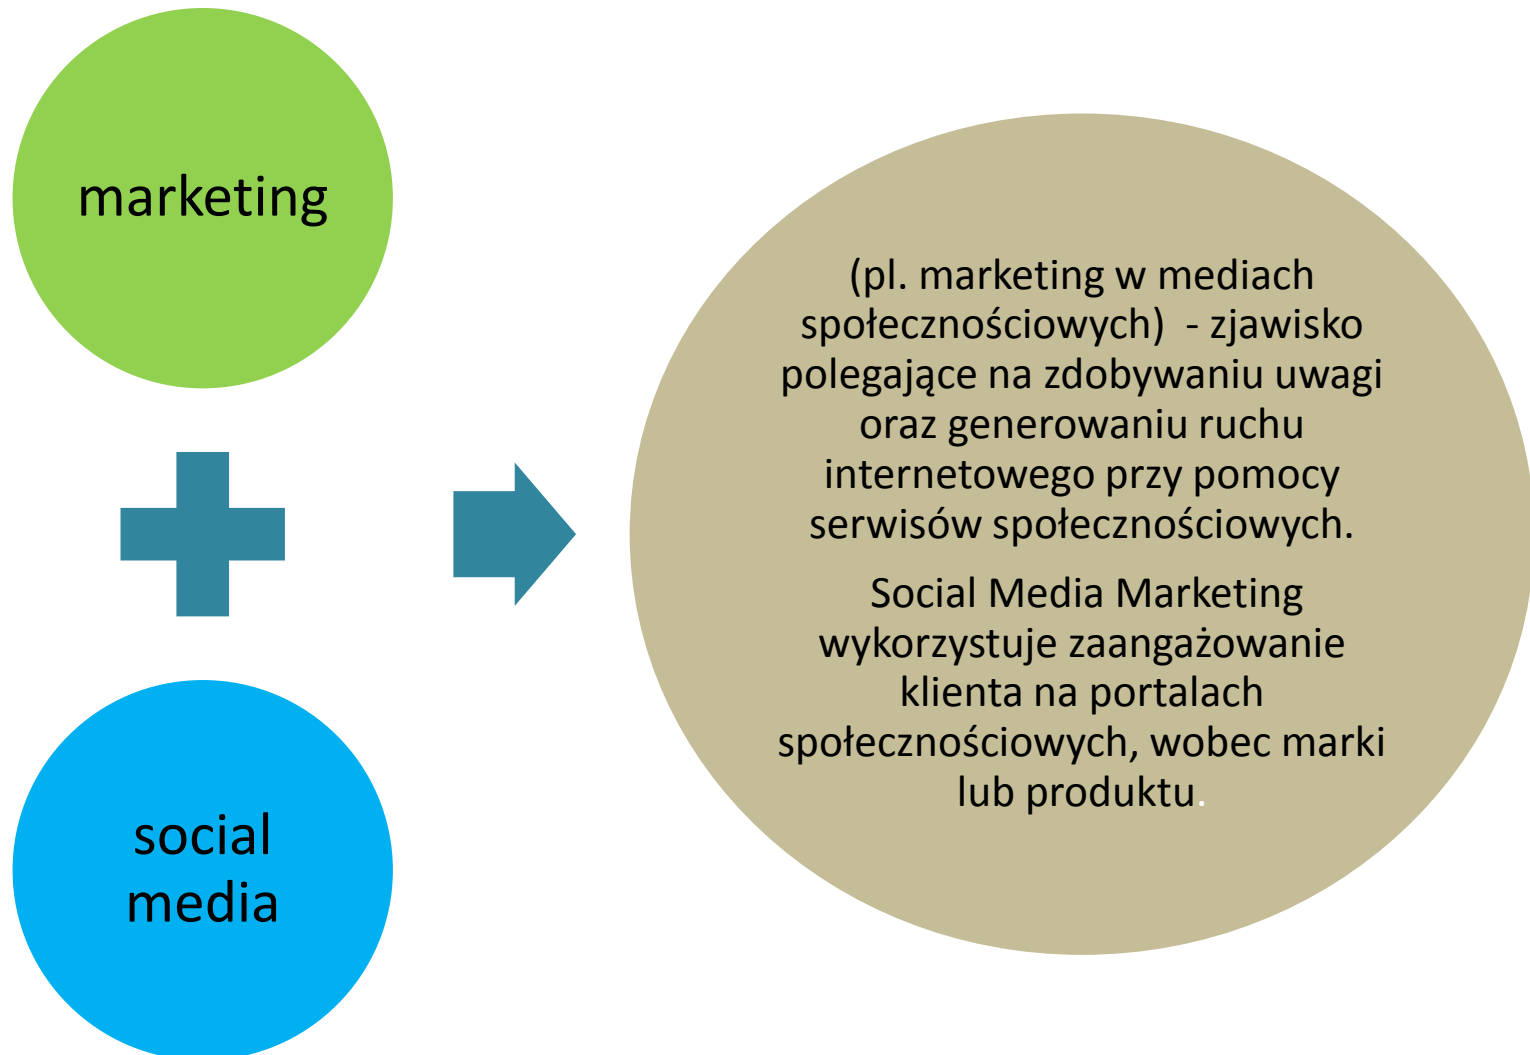 marketing
social
media
(pl. marketing w mediach
społecznościowych)  - zjawisko
polegające na zdobywaniu uwagi
oraz generowaniu ruchu
internetowego przy pomocy
serwisów społecznościowych.
Social Media Marketing
wykorzystuje zaangażowanie
klienta na portalach
społecznościowych, wobec marki
lub produktu.